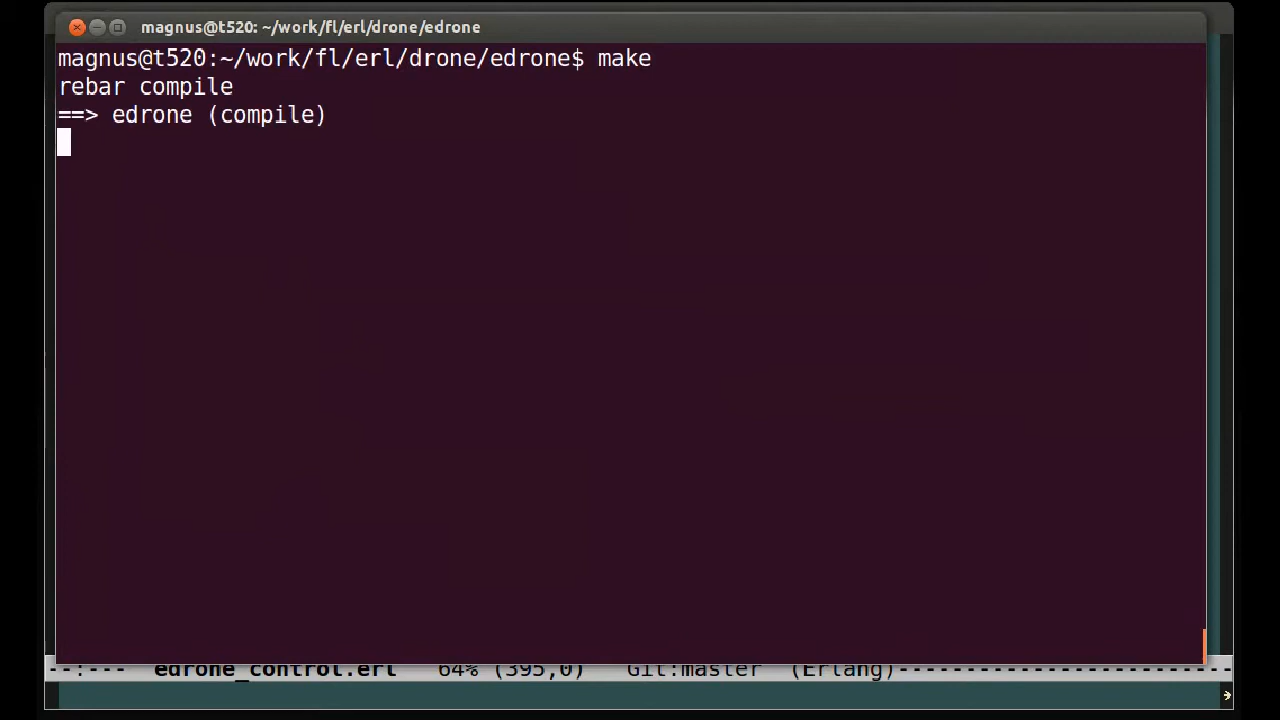 magnus@t520: ~/work/fl/erl/drone/edrone
magnus@t520:~/work/fl/erl/drone/edrone$ make
rebar compile
==> edrone (compile)
--:--- edrone_control.erl 64% (395,0) Git:master (Erlang)-------------------------